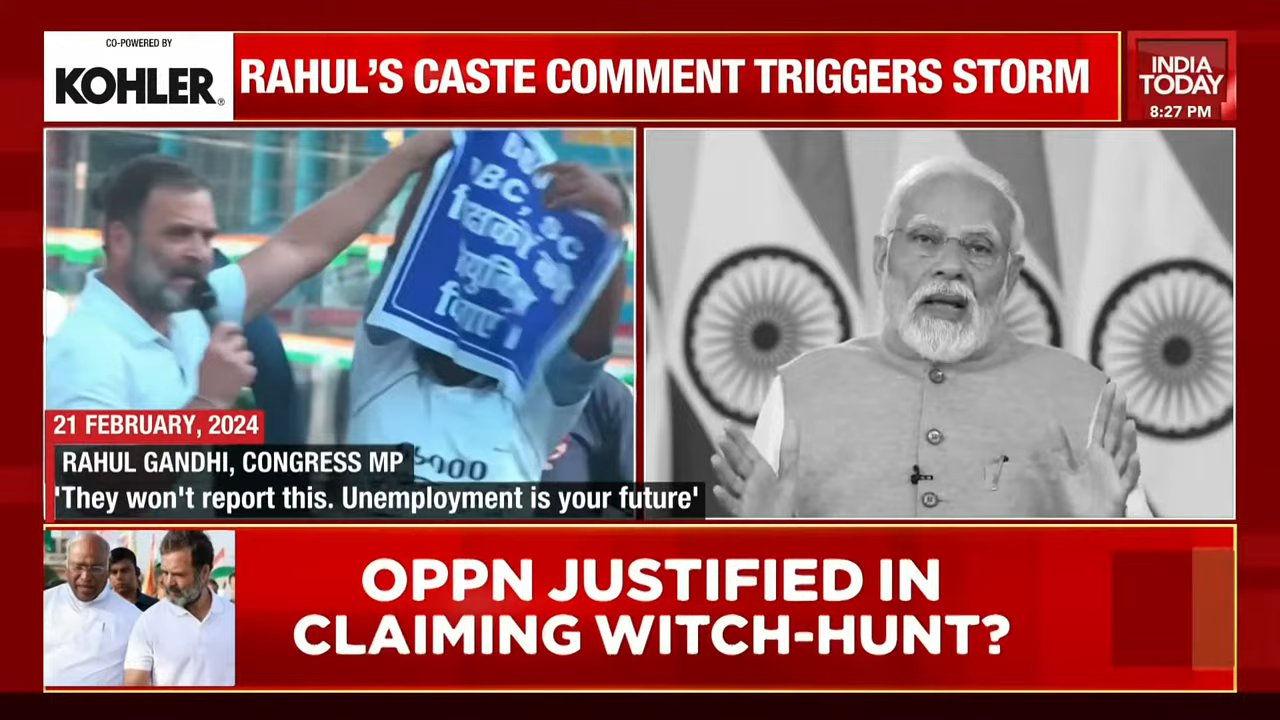 CO-POWERED BY
KOHLER®
RAHUL'S CASTE COMMENT TRIGGERS STORM
INDIA
TODAY
8:27 PM
21 FEBRUARY, 2024
RAHUL GANDHI, CONGRESS MP
'They won't report this. Unemployment is your future'
OPPN JUSTIFIED IN
CLAIMING WITCH-HUNT?